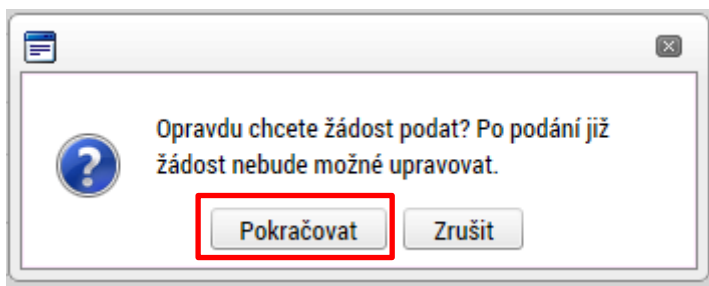 Opravdu chcete žádost podat? Po podání již
žádost nebude možné upravovat.
Pokračovat Zrušit